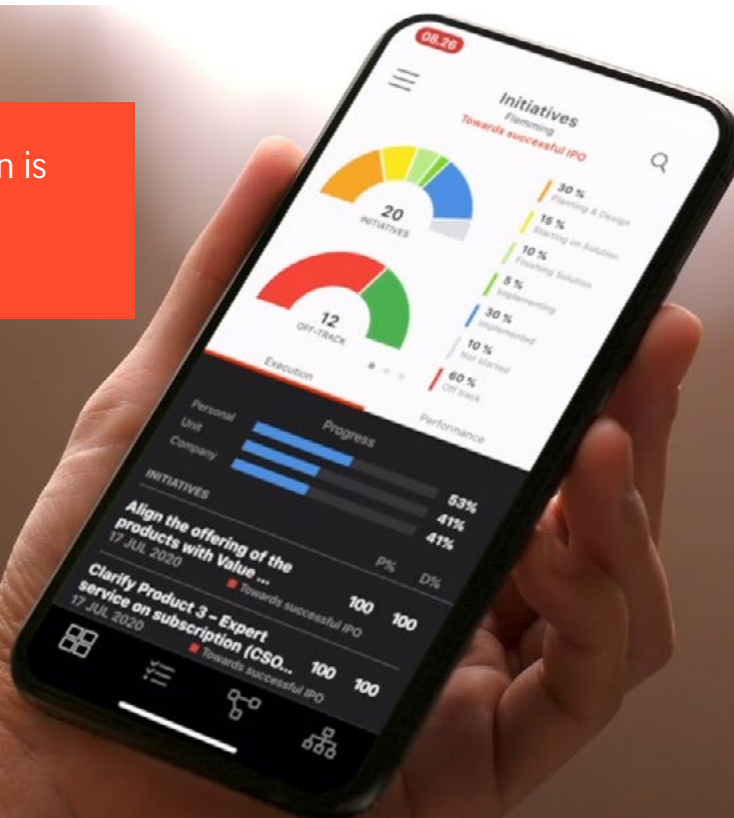 n is
08.26
Initiatives
Flemming
Towards successful IPO
20
INITIATIVES
30 %
Planning & Design
15 %
Starting on Solution
10 %
Finishing Solution
5 %
Implementing
30 %
Implemented
10 %
Not started
60 %
Off track
12
OFF-TRACK
Execution
Performance
Progress
Personal
53%
Unit
41%
Company
41%
INITIATIVES
P% D%
Align the offering of the
products with Value ...
17 JUL 2020
Towards successful IPO
100 100
Clarify Product 3 – Expert
service on subscription (CSO...
17 JUL 2020
Towards successful IPO
100 100